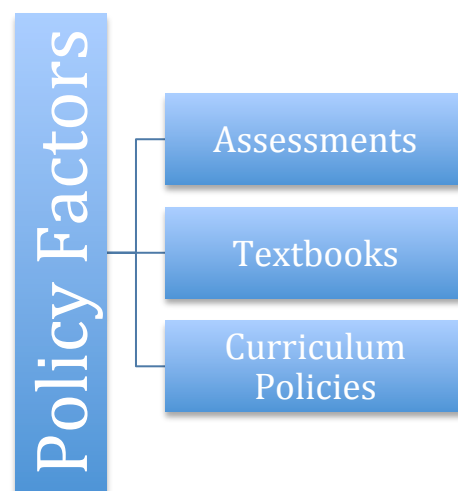 Policy Factors
Assessments
Textbooks
Curriculum
Policies